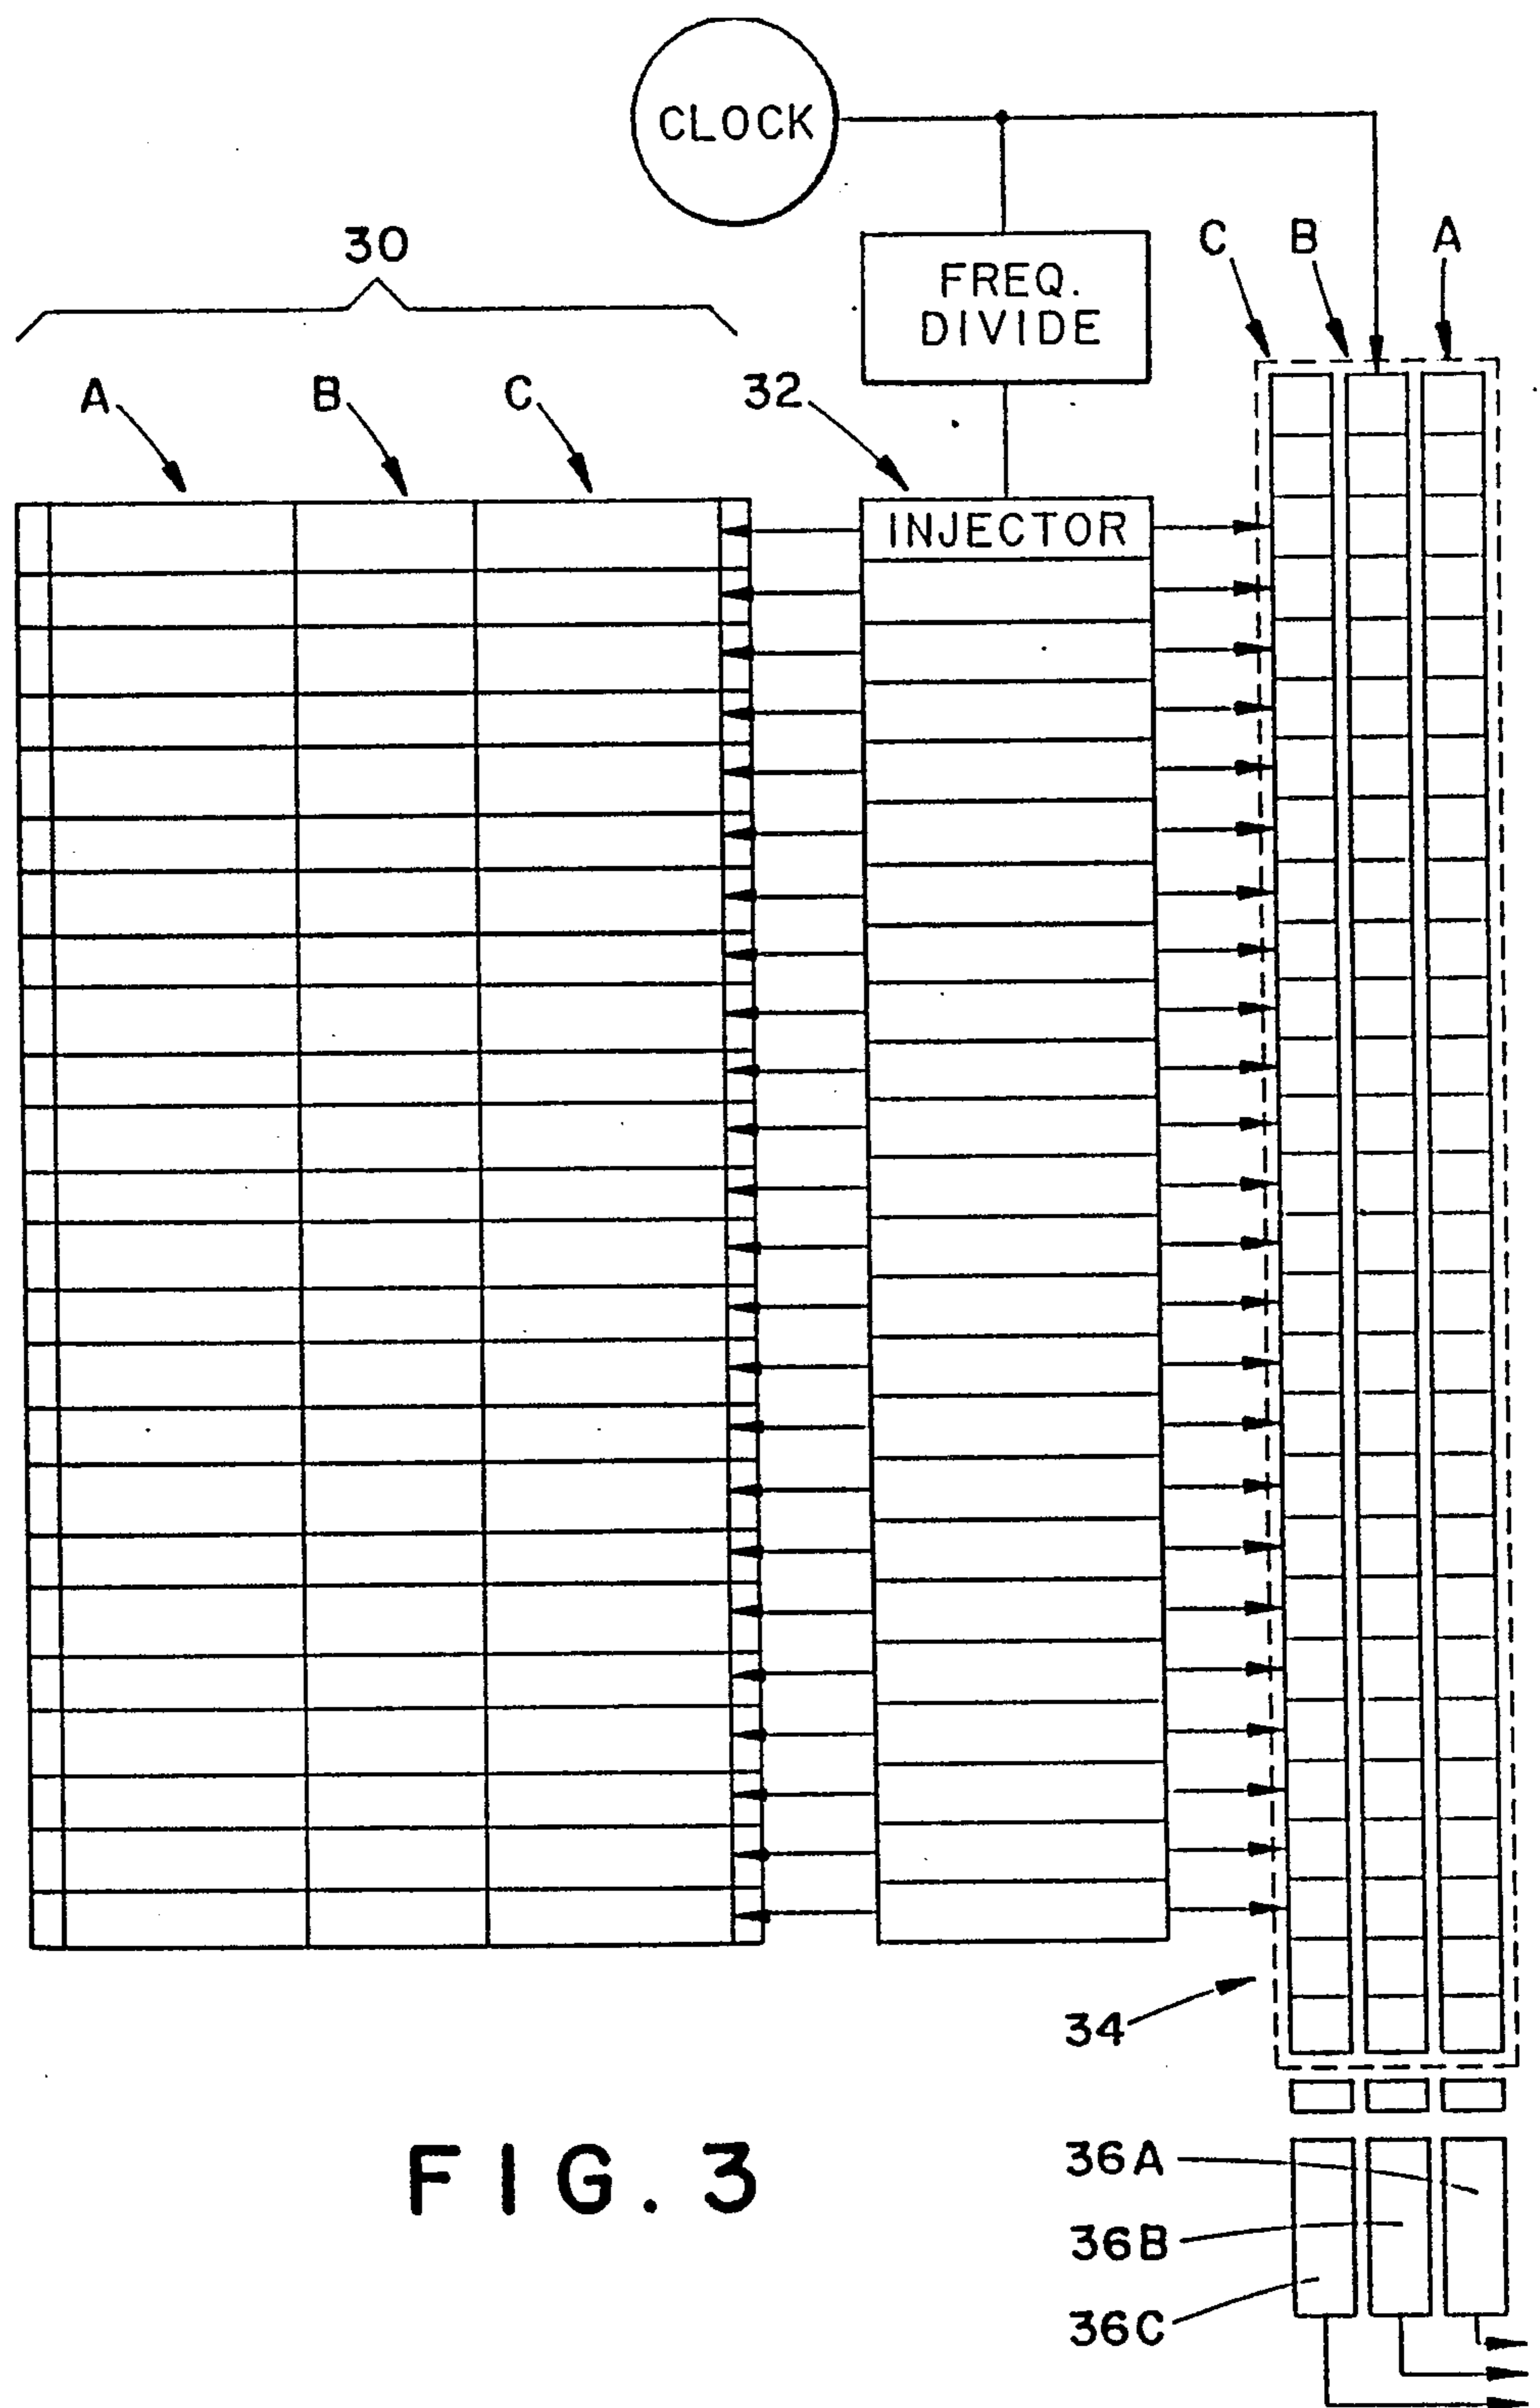 CLOCK
30
FREQ.
DIVIDE
C B A
A B C
32
INJECTOR
34
36A
36B
36C
FIG. 3